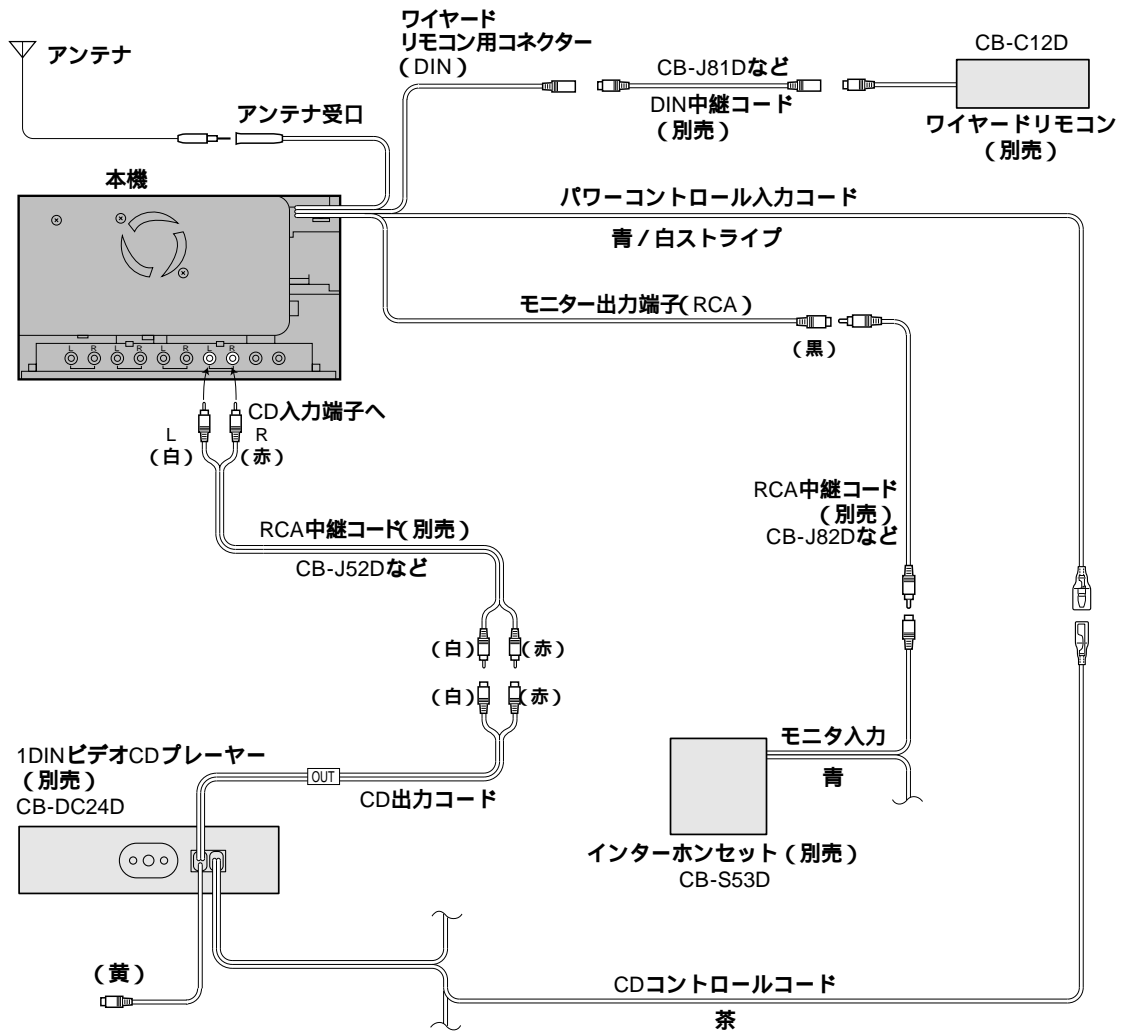 アンテナ
ワイヤード
リモコン用コネクター
（DIN）
CB-J81Dなど
DIN中継コード
（別売）
CB-C12D
ワイヤードリモコン
（別売）
アンテナ受口
本機
パワーコントロール入力コード
青／白ストライプ
モニター出力端子（RCA）
（黒）
L R L R L R L R
CD入力端子へ
L
（白）
R
（赤）
RCA中継コード（別売）
CB-J52Dなど
RCA中継コード
（別売）
CB-J82Dなど
（白）（赤）
（白）（赤）
モニタ入力
青
1DINビデオCDプレーヤー
（別売）
CB-DC24D
OUT
CD出力コード
インターホンセット（別売）
CB-S53D
（黄）
CDコントロールコード
茶